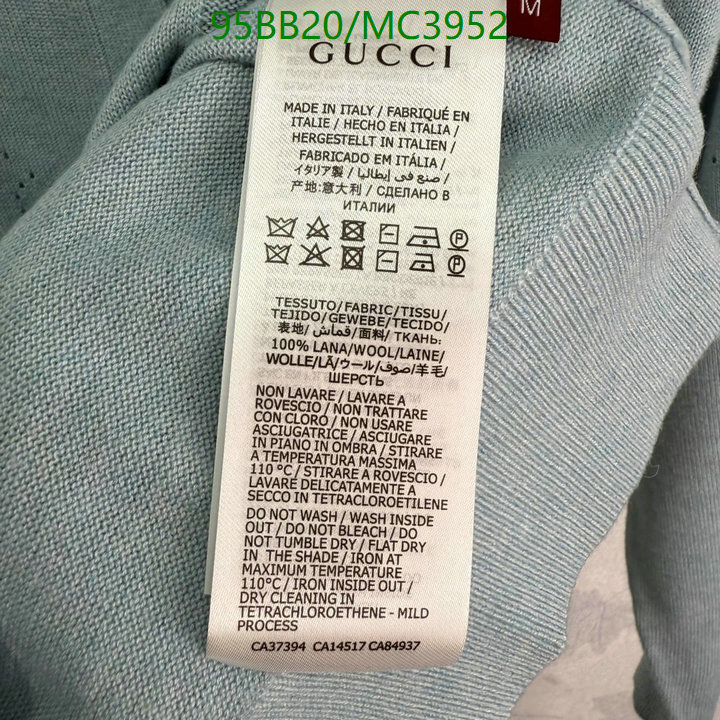 95BB20/MC3952
M
GUCCI
MADE IN ITALY / FABRIQUÉ EN
ITALIE / HECHO EN ITALIA /
HERGESTELLT IN ITALIEN /
FABRICADO EM ITÁLIA /
イタリア製 / صنع في إيطاليا /
产地:意大利 / СДЕЛАНО В
ИТАЛИИ
TESSUTO/FABRIC/TISSU/
TEJIDO/GEWEBE/TECIDO/
表地/قماش/面料/ ТКАНЬ:
100% LANA/WOOL/LAINE/
WOLLE/LÃ/ウール/صوف/羊毛/
ШЕРСТЬ
NON LAVARE / LAVARE A
ROVESCIO / NON TRATTARE
CON CLORO / NON USARE
ASCIUGATRICE / ASCIUGARE
IN PIANO IN OMBRA / STIRARE
A TEMPERATURA MASSIMA
110 °C / STIRARE A ROVESCIO /
LAVARE DELICATAMENTE A
SECCO IN TETRACLOROETILENE
DO NOT WASH / WASH INSIDE
OUT / DO NOT BLEACH / DO
NOT TUMBLE DRY / FLAT DRY
IN THE SHADE / IRON AT
MAXIMUM TEMPERATURE
110°C / IRON INSIDE OUT /
DRY CLEANING IN
TETRACHLOROETHENE - MILD
PROCESS
CA37394 CA14517 CA84937